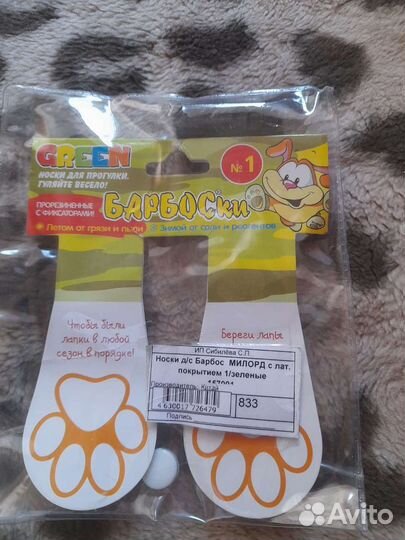 GREEN
НОСКИ ДЛЯ ПРОГУЛКИ.
ГУЛЯЙТЕ ВЕСЕЛО!
№1
ПРОРЕЗИНЕННЫЕ
С ФИКСАТОРАМИ!
БАРБОСки
Летом от грязи и пыли
Зимой от соли и реагентов
Чтобы были
лапки в любой
сезон в порядке!
Береги лапы
ИП Сибилёва С.Л.
Носки д/с Барбос МИЛОРД с лат.
покрытием 1/зеленые
Производитель: Китай
4 630017 726479
833
Подпись
Avito